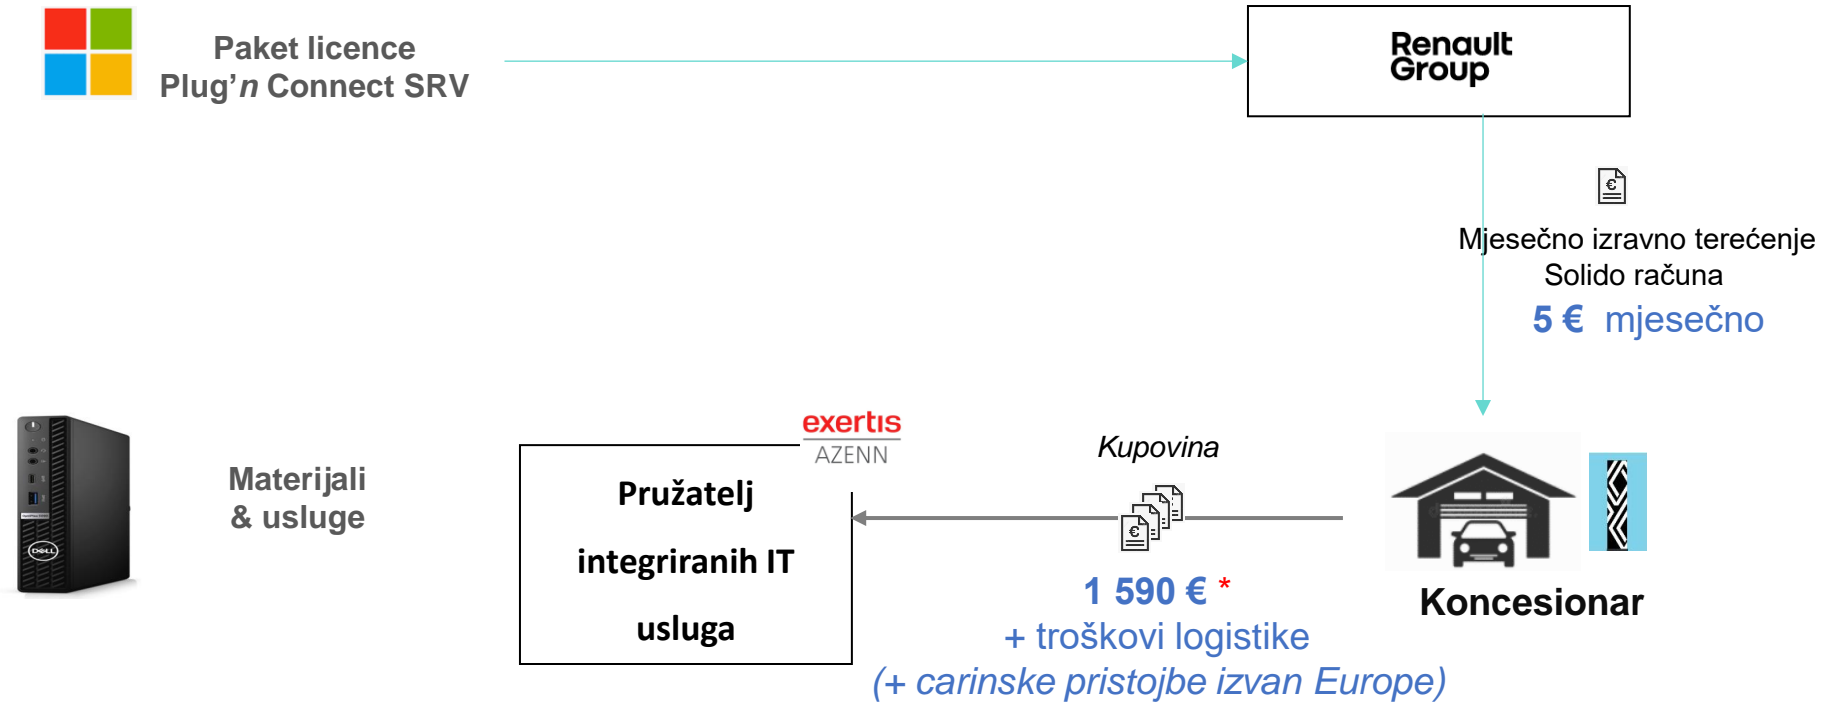 Paket licence
Plug’n Connect SRV
Renault
Group
€
Mjesečno izravno terećenje
Solido računa
5 € mjesečno
exertis
AZENN
Kupovina
Materijali
& usluge
DELL
Pružatelj
integriranih IT
usluga
€
1 590 € *
+ troškovi logistike
(+ carinske pristojbe izvan Europe)
Koncesionar